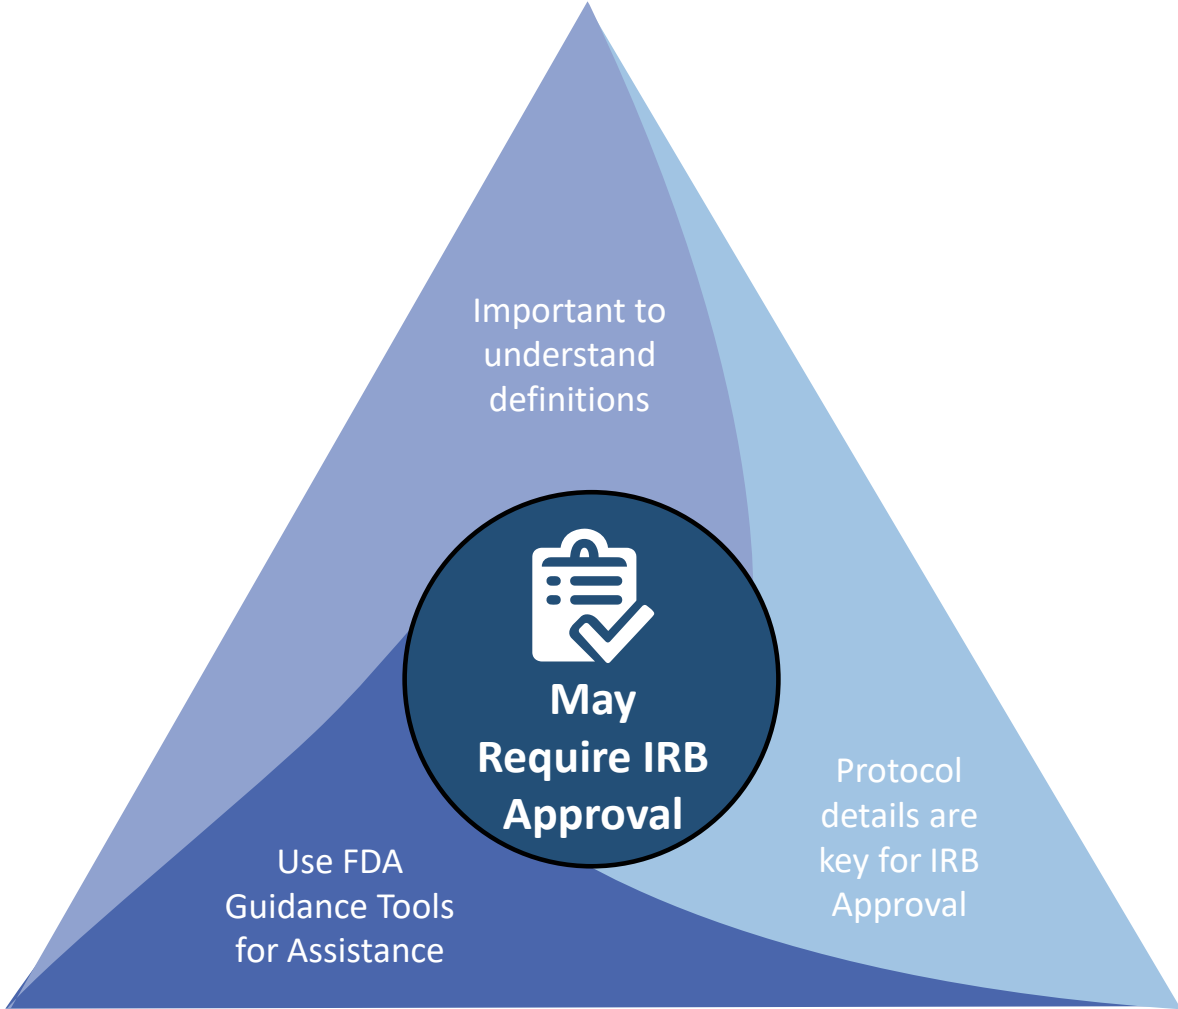 Important to
understand
definitions
May
Require IRB
Approval
Protocol
details are
key for IRB
Approval
Use FDA
Guidance Tools
for Assistance